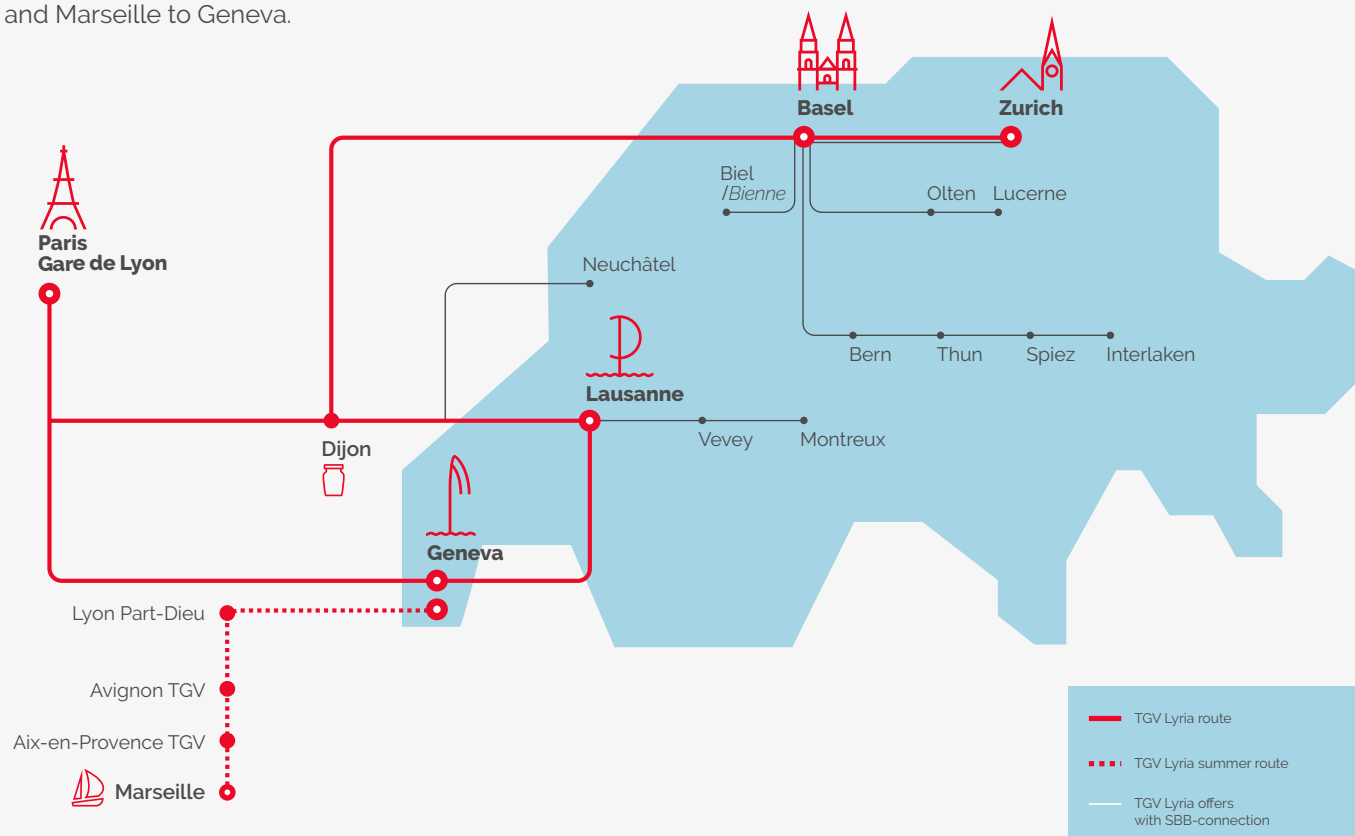 and Marseille to Geneva.
Basel
Zurich
Biel
/Bienne
Olten
Lucerne
Paris
Gare de Lyon
Neuchâtel
Bern
Thun
Spiez
Interlaken
Lausanne
Vevey
Montreux
Dijon
Geneva
Lyon Part-Dieu
Avignon TGV
Aix-en-Provence TGV
Marseille
TGV Lyria route
TGV Lyria summer route
TGV Lyria offers
with SBB-connection